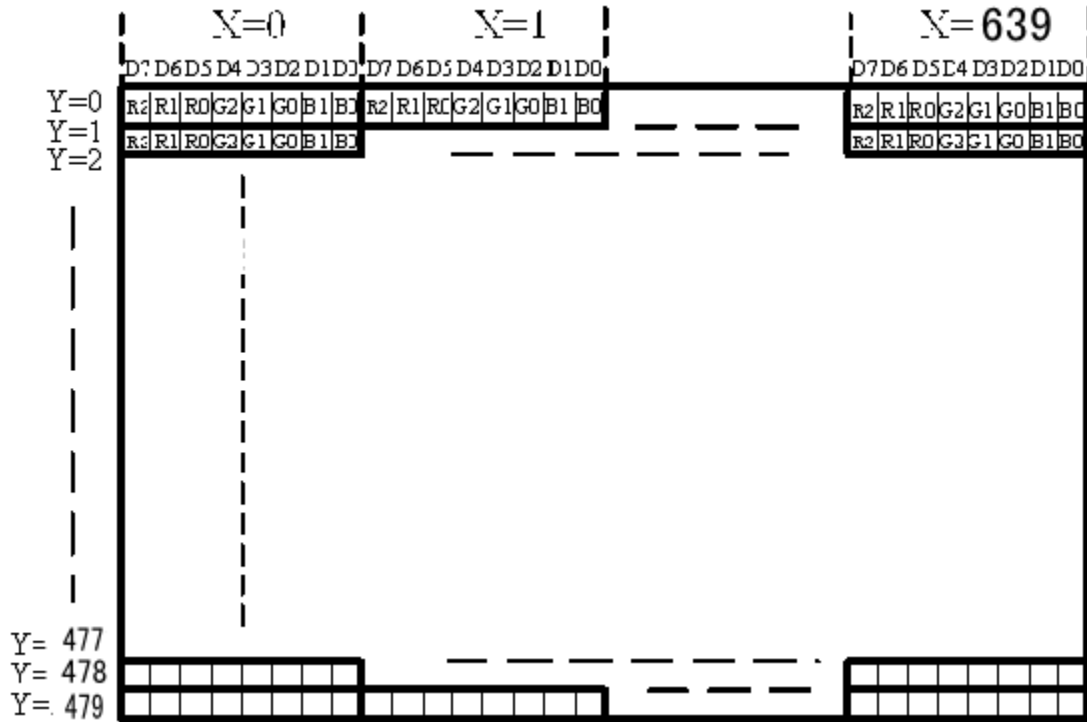 X=0 X=1 X=639
D7 D6 D5 D4 D3 D2 D1 D0 D7 D6 D5 D4 D3 D2 D1 D0 D7 D6 D5 D4 D3 D2 D1 D0
Y=0 R2 R1 R0 G2 G1 G0 B1 B0 R2 R1 R0 G2 G1 G0 B1 B0 R2 R1 R0 G2 G1 G0 B1 B0
Y=1 R2 R1 R0 G2 G1 G0 B1 B0 R2 R1 R0 G2 G1 G0 B1 B0
Y=2
Y= 477
Y= 478
Y= 479